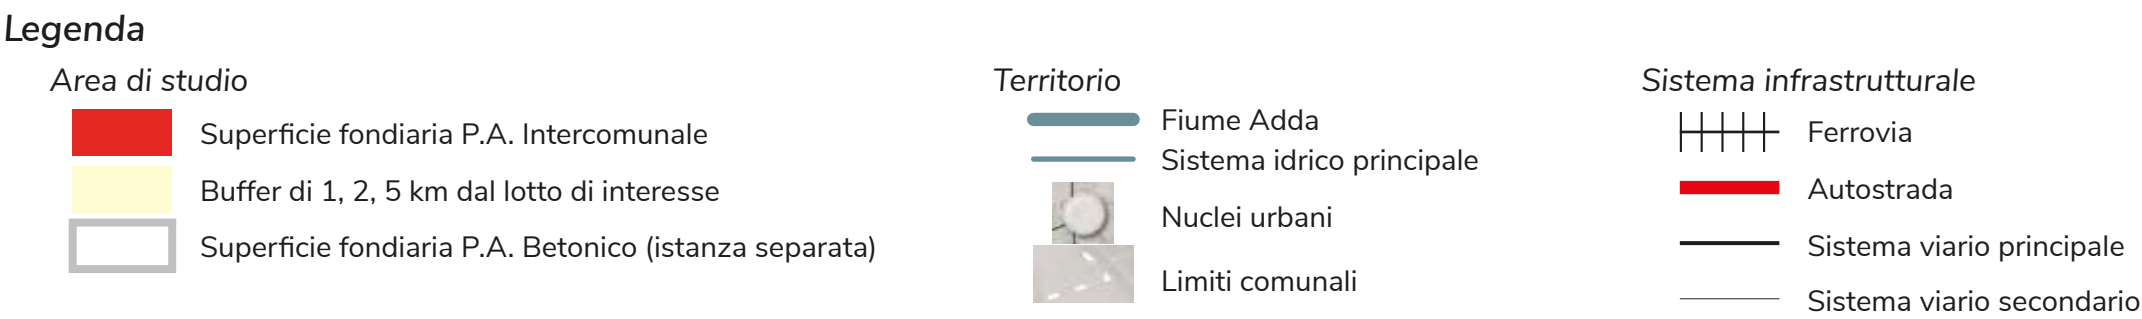 Legenda
Area di studio
Superficie fondiaria P.A. Intercomunale
Buffer di 1, 2, 5 km dal lotto di interesse
Superficie fondiaria P.A. Betonico (istanza separata)
Territorio
Fiume Adda
Sistema idrico principale
Nuclei urbani
Limiti comunali
Sistema infrastrutturale
Ferrovia
Autostrada
Sistema viario principale
Sistema viario secondario